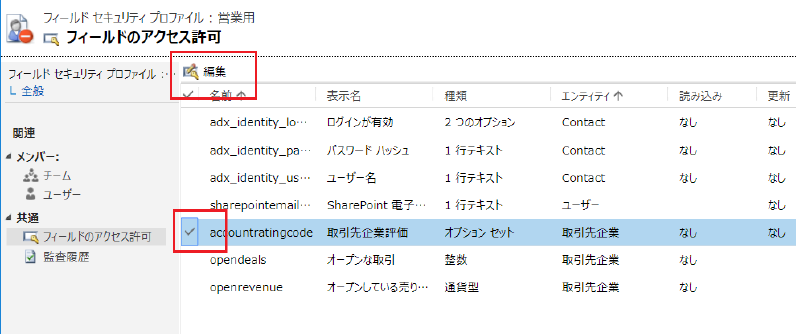 フィールド セキュリティ プロファイル : 営業用
フィールドのアクセス許可
フィールド セキュリティ プロファイル :…
全般
関連
メンバー:
チーム
ユーザー
共通
フィールドのアクセス許可
監査履歴
編集
名前 ↑ 表示名 種類 エンティティ ↑ 読み込み 更新
adx_identity_lo… ログインが有効 2 つのオプション Contact なし なし
adx_identity_pa… パスワード ハッシュ 1 行テキスト Contact なし なし
adx_identity_us… ユーザー名 1 行テキスト Contact なし なし
sharepointemail… SharePoint 電子… 1 行テキスト ユーザー なし
accountratingcode 取引先企業評価 オプション セット 取引先企業 なし なし
opendeals オープンな取引 整数 取引先企業 なし
openrevenue オープンしている売り… 通貨型 取引先企業 なし